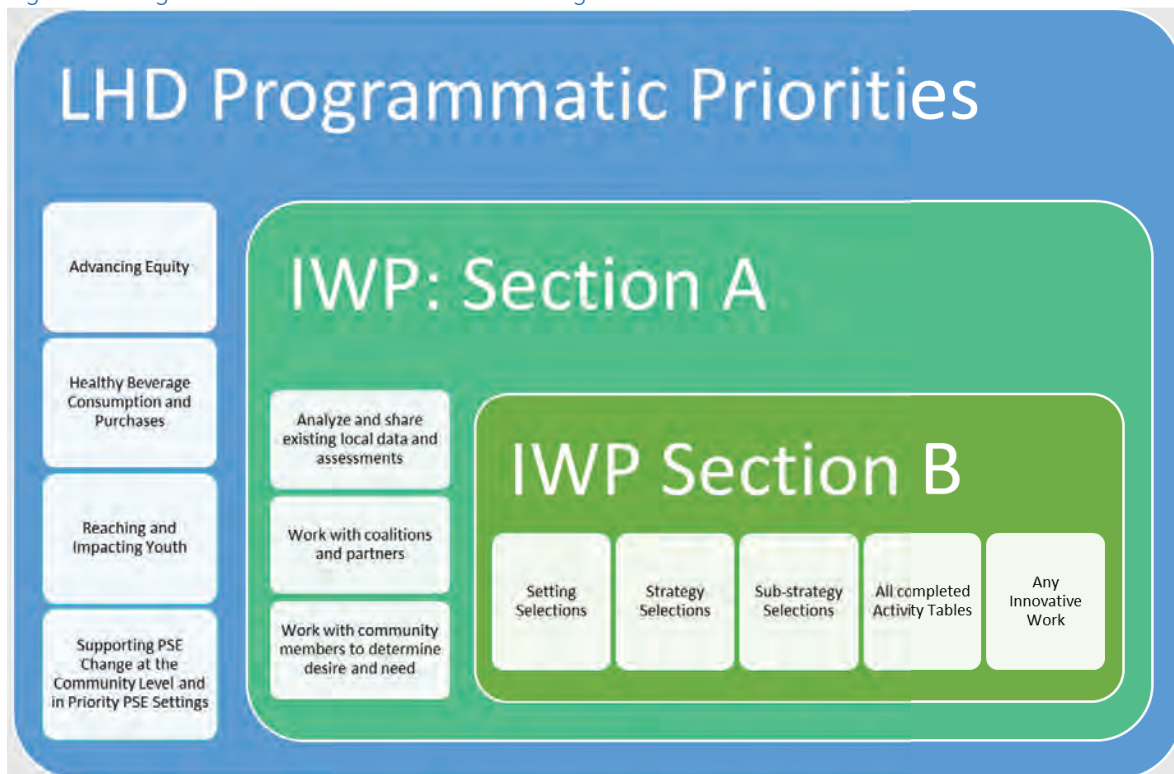 LHD Programmatic Priorities
Advancing Equity
Healthy Beverage
Consumption and
Purchases
Reaching and
Impacting Youth
Supporting PSE
Change at the
Community Level and
in Priority PSE Settings
IWP: Section A
Analyze and share
existing local data and
assessments
Work with coalitions
and partners
Work with community
members to determine
desire and need
IWP Section B
Setting
Selections
Strategy
Selections
Sub-strategy
Selections
All completed
Activity Tables
Any
Innovative
Work